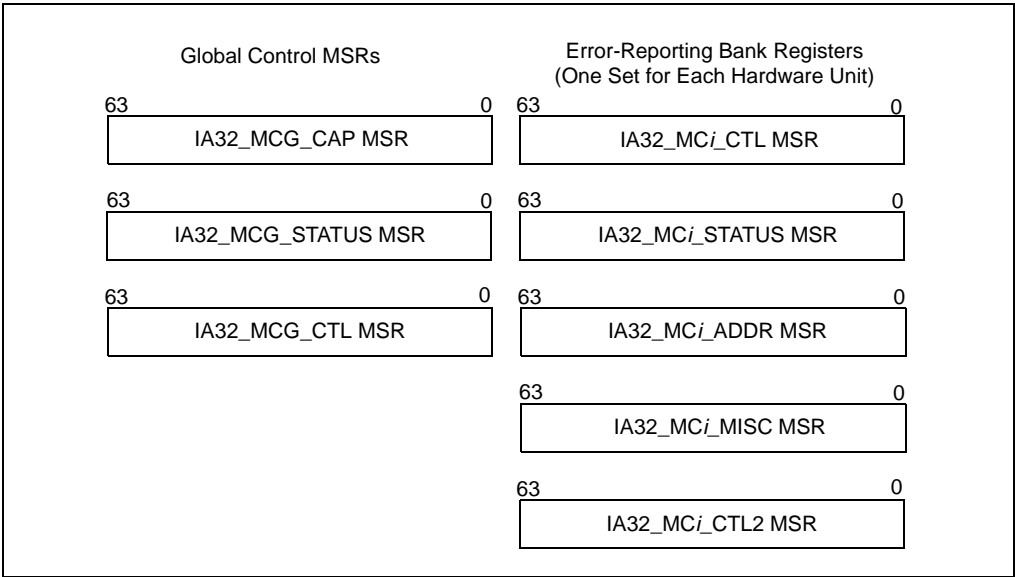 Global Control MSRs
63 0
IA32_MCG_CAP MSR
63 0
IA32_MCG_STATUS MSR
63 0
IA32_MCG_CTL MSR
Error-Reporting Bank Registers
(One Set for Each Hardware Unit)
63 0
IA32_MCi_CTL MSR
63 0
IA32_MCi_STATUS MSR
63 0
IA32_MCi_ADDR MSR
63 0
IA32_MCi_MISC MSR
63 0
IA32_MCi_CTL2 MSR